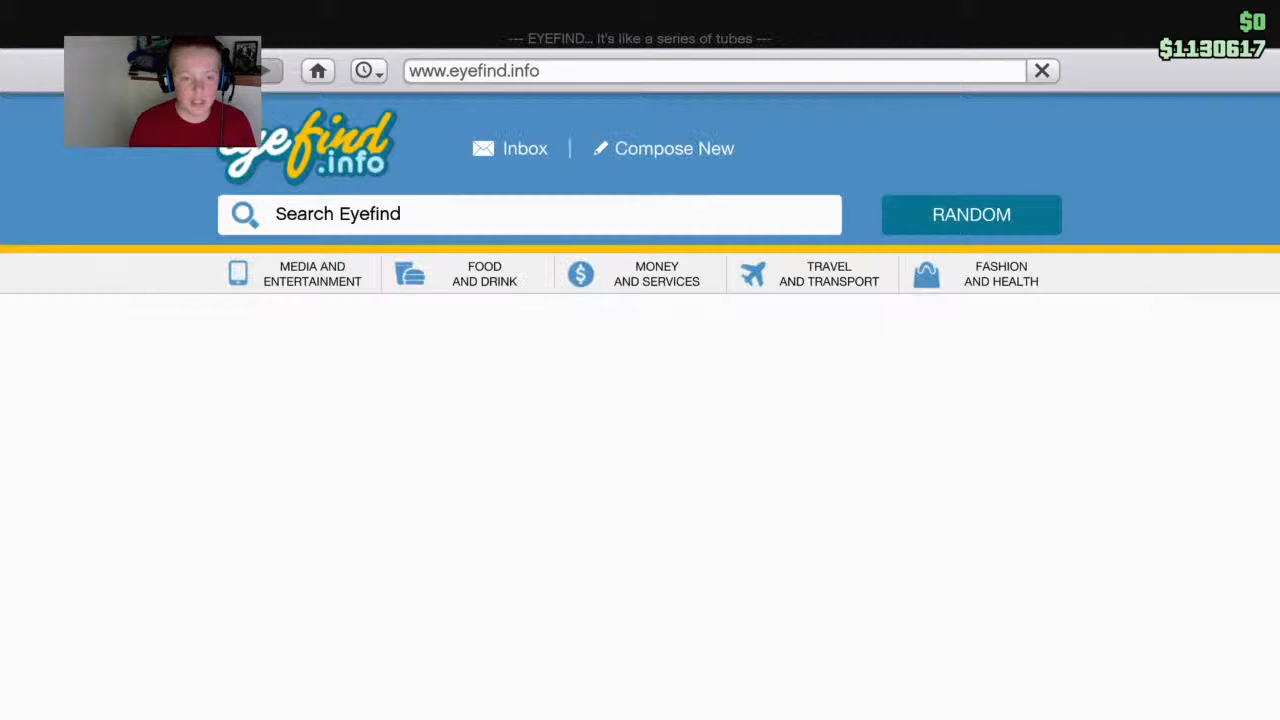 $0
--- EYEFIND... It's like a series of tubes ---
$1130617
www.eyefind.info
eyefind
.info
Inbox
Compose New
Search Eyefind
RANDOM
MEDIA AND
ENTERTAINMENT
FOOD
AND DRINK
MONEY
AND SERVICES
TRAVEL
AND TRANSPORT
FASHION
AND HEALTH